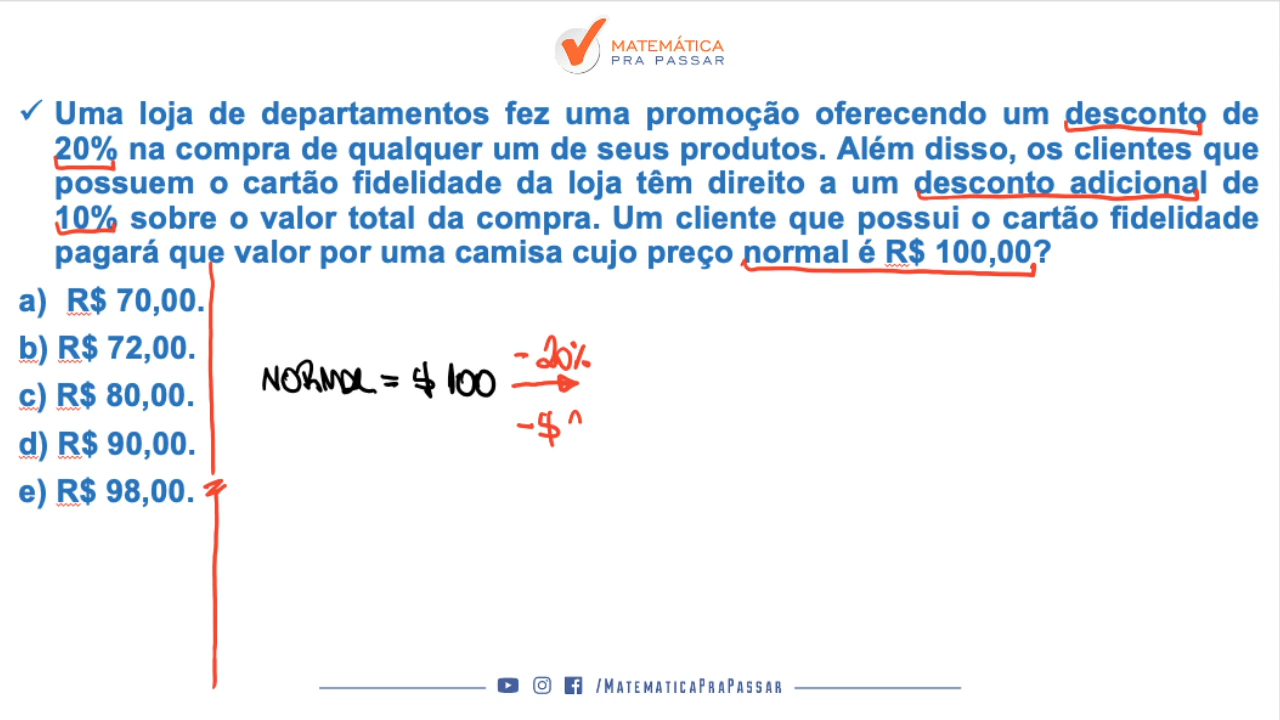 MATEMÁTICA
PRA PASSAR
✓ Uma loja de departamentos fez uma promoção oferecendo um desconto de
20% na compra de qualquer um de seus produtos. Além disso, os clientes que
possuem o cartão fidelidade da loja têm direito a um desconto adicional de
10% sobre o valor total da compra. Um cliente que possui o cartão fidelidade
pagará que valor por uma camisa cujo preço normal é R$ 100,00?
a) R$ 70,00.
b) R$ 72,00.
c) R$ 80,00.
d) R$ 90,00.
e) R$ 98,00.
-20%
NORMAL = $ 100
-$
/MATEMATICAPRAPASSAR